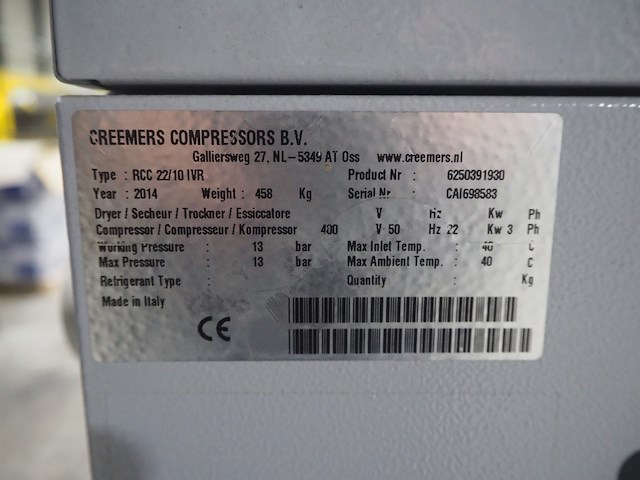 CREEMERS COMPRESSORS B.V.
Galliersweg 27, NL-5349 AT Oss www.creemers.nl
Type : RCC 22/10 IVR Product Nr : 6250391930
Year : 2014 Weight : 458 Kg Serial Nr : CAI698583
Dryer / Secheur / Trockner / Essiccatore V Hz Kw Ph
Compressor / Compresseur / Kompressor 400 V 50 Hz 22 Kw 3 Ph
Working Pressure : 13 bar Max Inlet Temp. : 40 C
Max Pressure : 13 bar Max Ambient Temp. : 40 C
Refrigerant Type : Quantity : Kg
Made in Italy
CE